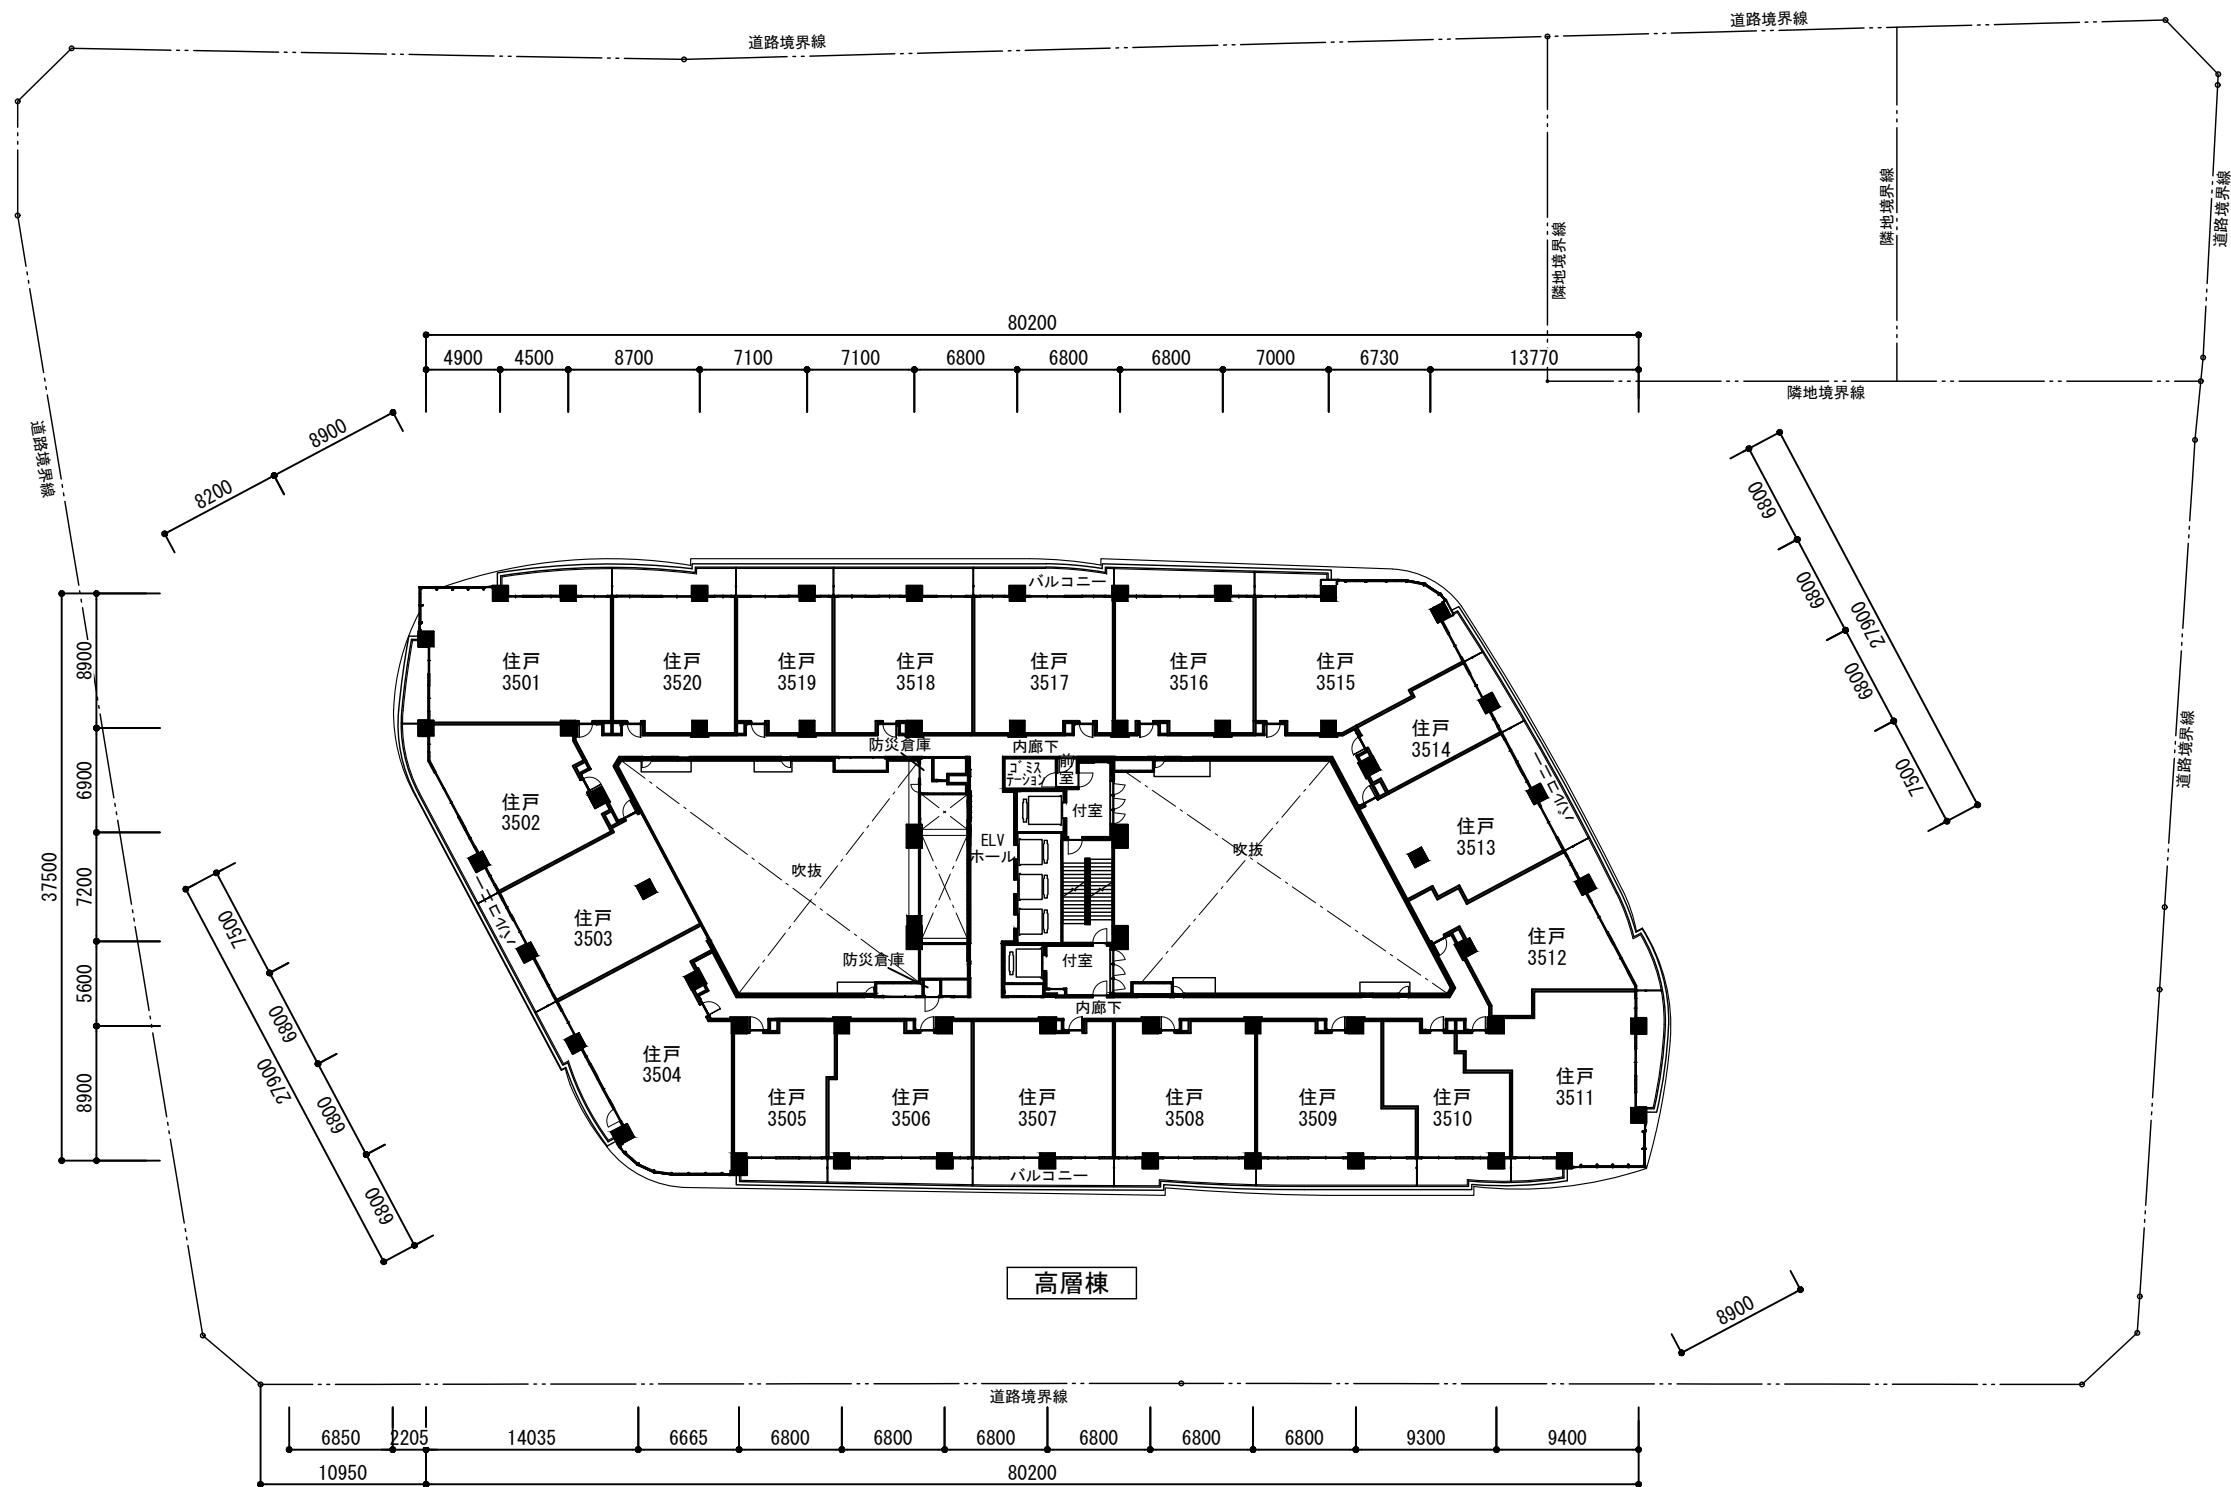 道路境界線
道路境界線
隣地境界線
隣地境界線
道路境界線
隣地境界線
道路境界線
道路境界線
80200
4900 4500 8700 7100 7100 6800 6800 6800 7000 6730 13770
8200 8900
6800 6800 6800 7500
27900
37500
8900 6900 7200 5600 8900
7500 6800 6800 6800
27900
バルコニー
住戸
3501
住戸
3520
住戸
3519
住戸
3518
住戸
3517
住戸
3516
住戸
3515
住戸
3514
住戸
3513
住戸
3512
住戸
3511
住戸
3502
住戸
3503
住戸
3504
住戸
3505
住戸
3506
住戸
3507
住戸
3508
住戸
3509
住戸
3510
防災倉庫
内廊下
ゴミス
テーション
前
室
付室
ELV
ホール
吹抜
吹抜
防災倉庫
付室
内廊下
バルコニー
バルコニー
バルコニー
高層棟
8900
道路境界線
6850 2205 14035 6665 6800 6800 6800 6800 6800 6800 9300 9400
10950 80200